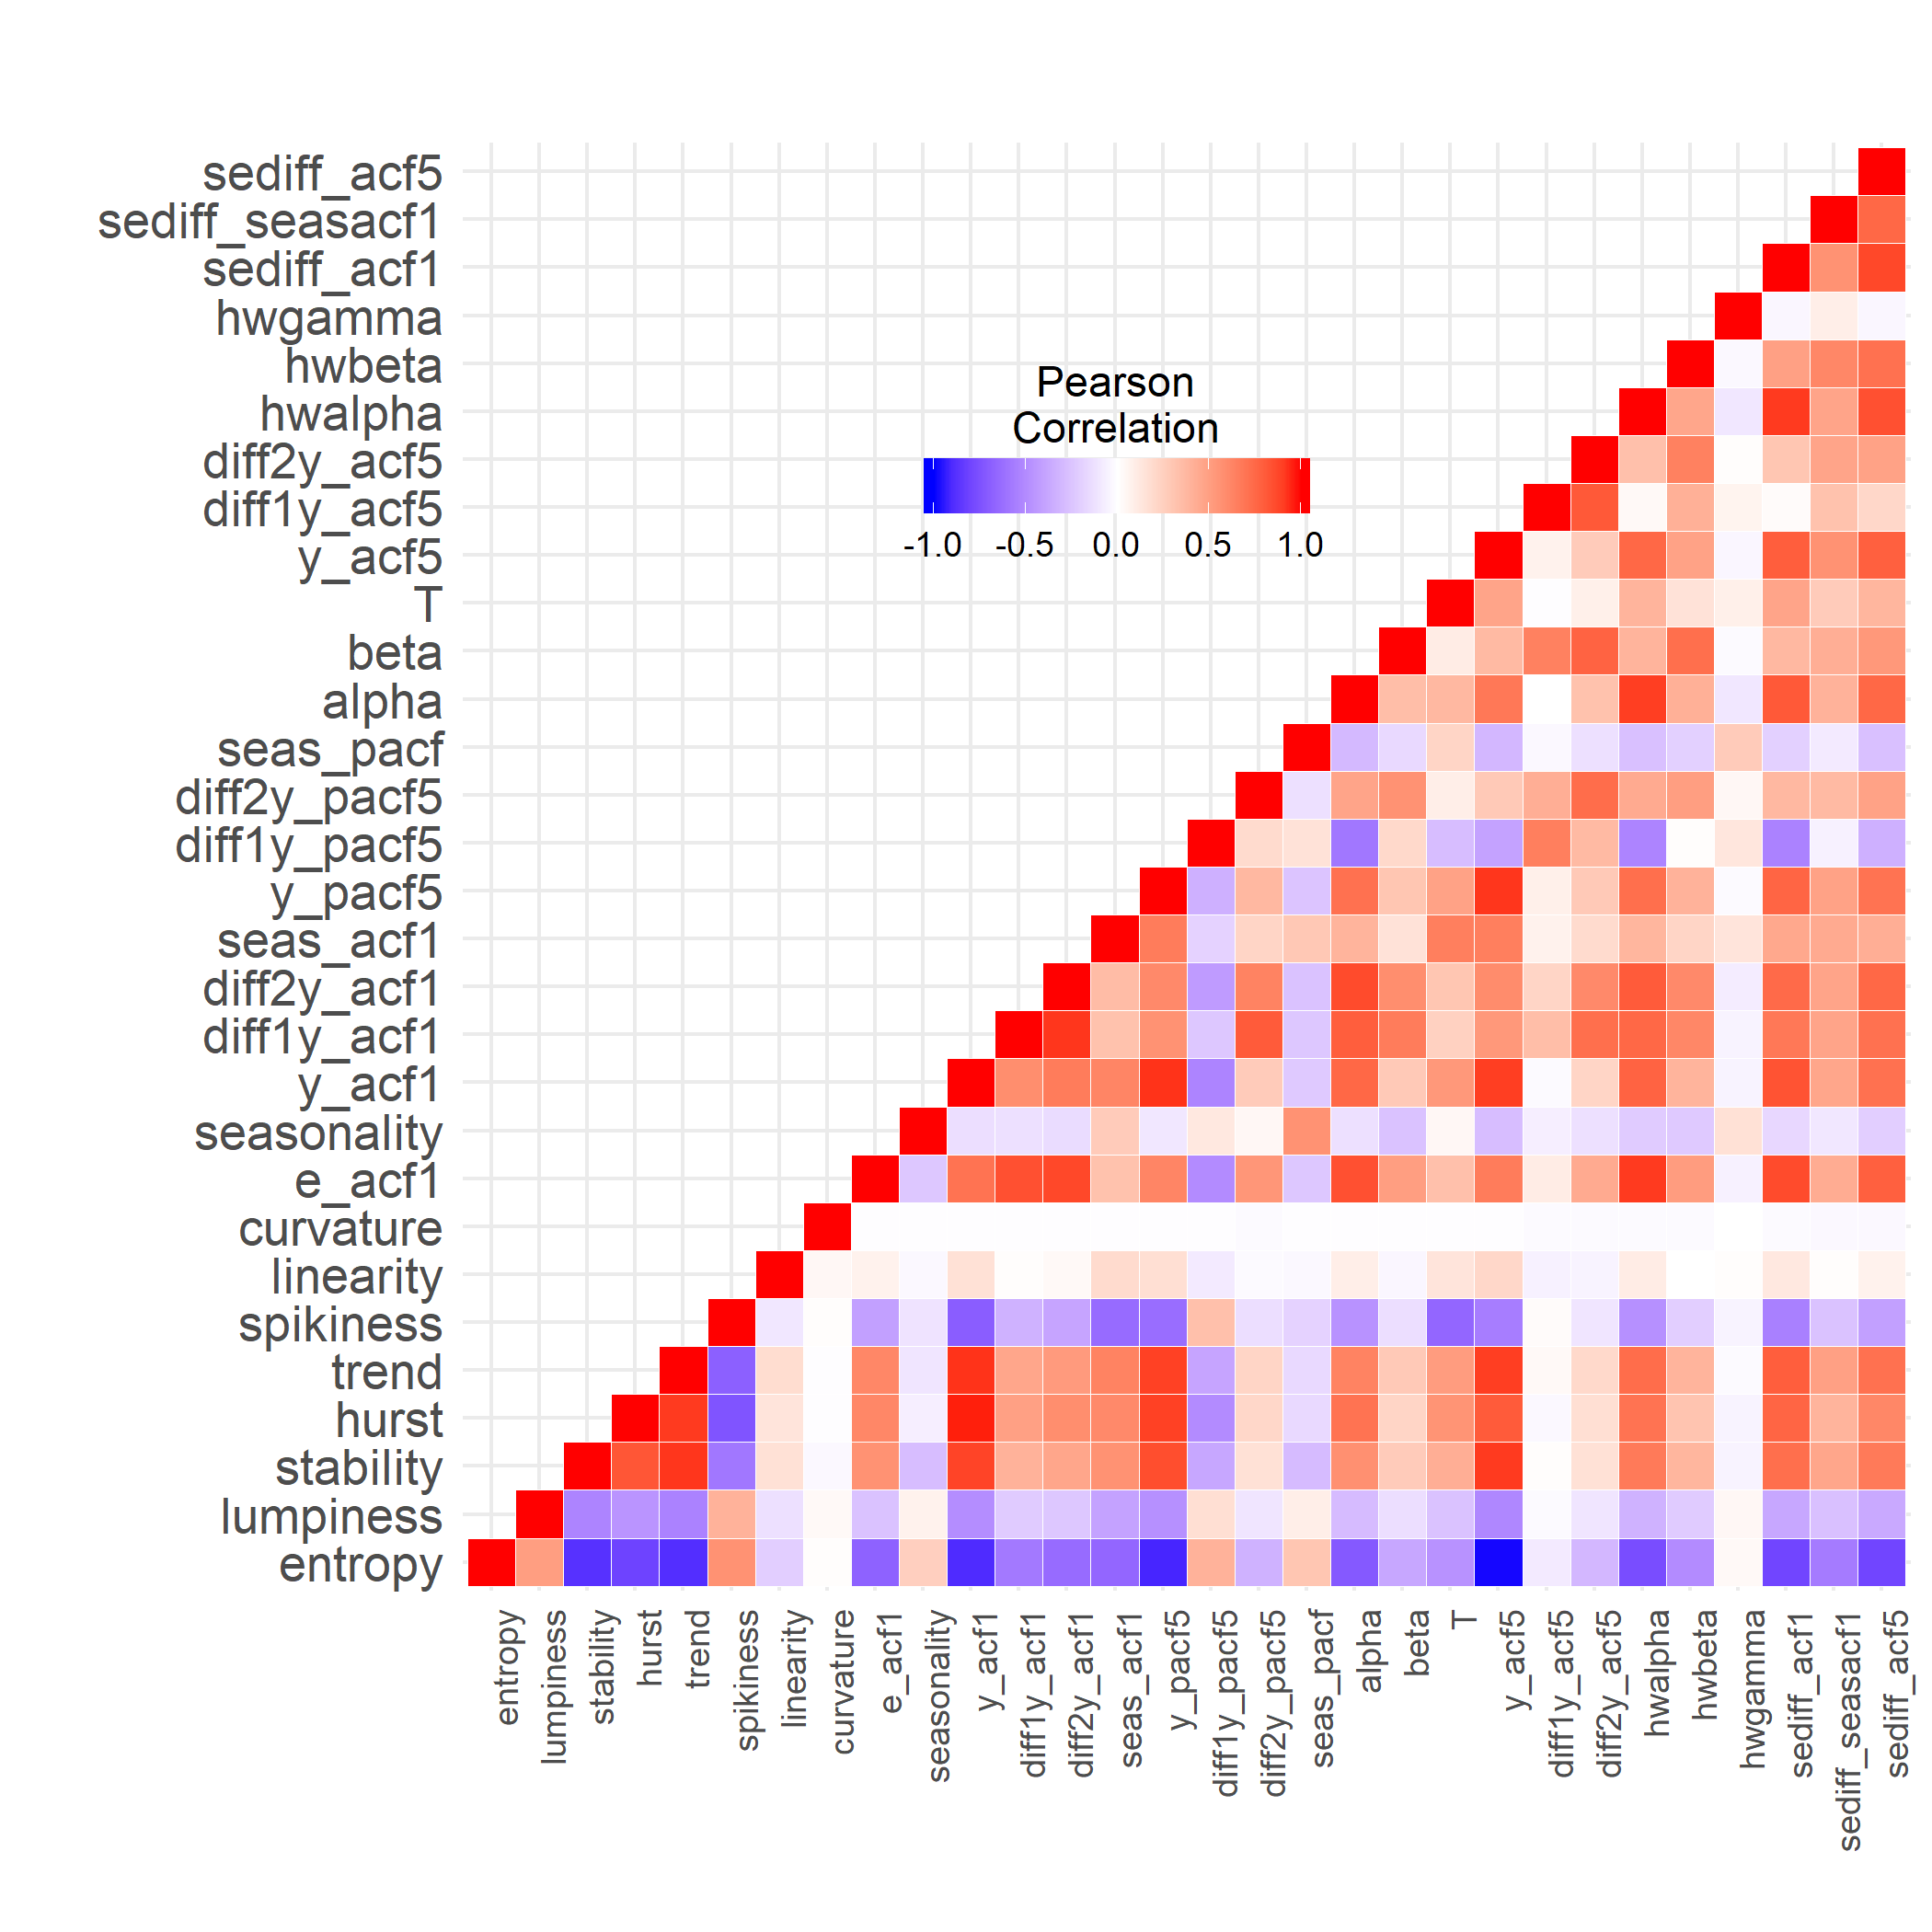 sediff_acf5
sediff_seasacf1
sediff_acf1
hwgamma
hwbeta
hwalpha
diff2y_acf5
diff1y_acf5
y_acf5
T
beta
alpha
seas_pacf
diff2y_pacf5
diff1y_pacf5
y_pacf5
seas_acf1
diff2y_acf1
diff1y_acf1
y_acf1
seasonality
e_acf1
curvature
linearity
spikiness
trend
hurst
stability
lumpiness
entropy
Pearson
Correlation
-1.0 -0.5 0.0 0.5 1.0
entropy
lumpiness
stability
hurst
trend
spikiness
linearity
curvature
e_acf1
seasonality
y_acf1
diff1y_acf1
diff2y_acf1
seas_acf1
y_pacf5
diff1y_pacf5
diff2y_pacf5
seas_pacf
alpha
beta
T
y_acf5
diff1y_acf5
diff2y_acf5
hwalpha
hwbeta
hwgamma
sediff_acf1
sediff_seasacf1
sediff_acf5